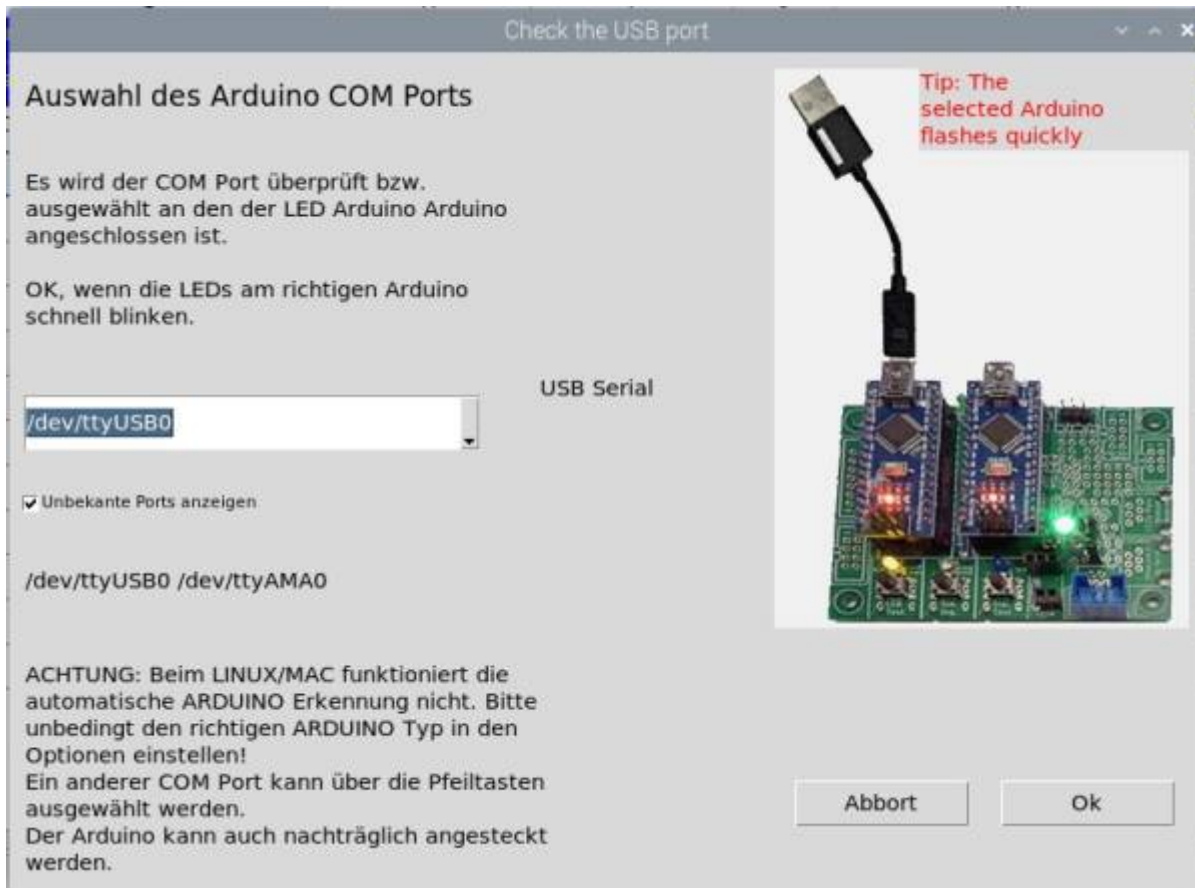 Check the USB port
Auswahl des Arduino COM Ports
Tip: The
selected Arduino
flashes quickly
Es wird der COM Port überprüft bzw.
ausgewählt an den der LED Arduino Arduino
angeschlossen ist.
OK, wenn die LEDs am richtigen Arduino
schnell blinken.
USB Serial
/dev/ttyUSB0
Unbekante Ports anzeigen
/dev/ttyUSB0 /dev/ttyAMA0
ACHTUNG: Beim LINUX/MAC funktioniert die
automatische ARDUINO Erkennung nicht. Bitte
unbedingt den richtigen ARDUINO Typ in den
Optionen einstellen!
Ein anderer COM Port kann über die Pfeiltasten
ausgewählt werden.
Der Arduino kann auch nachträglich angesteckt
werden.
Abbort
Ok